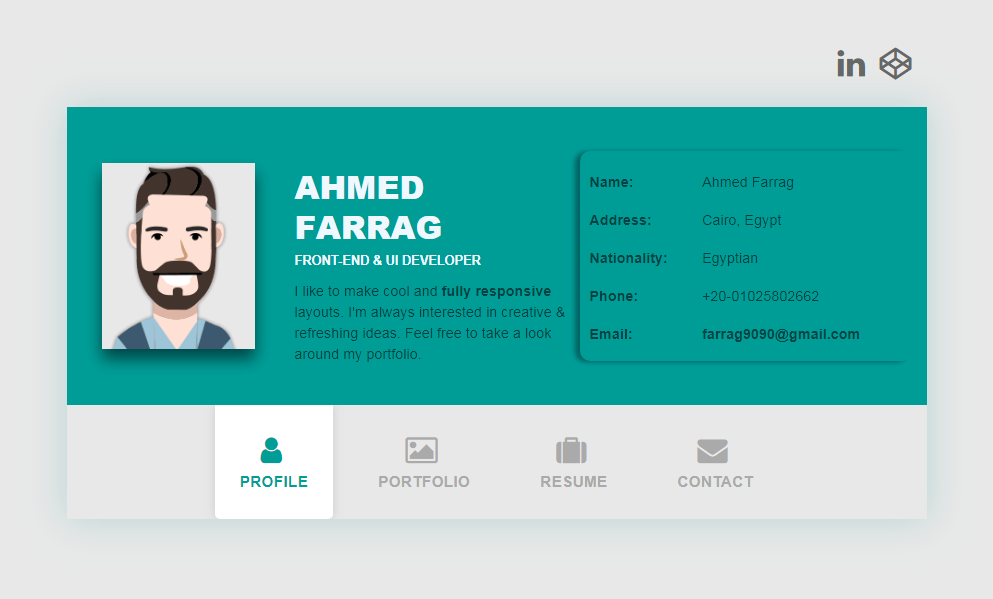 in
AHMED
FARRAG
FRONT-END & UI DEVELOPER
I like to make cool and fully responsive
layouts. I'm always interested in creative &
refreshing ideas. Feel free to take a look
around my portfolio.
Name: Ahmed Farrag
Address: Cairo, Egypt
Nationality: Egyptian
Phone: +20-01025802662
Email: farrag9090@gmail.com
PROFILE PORTFOLIO RESUME CONTACT